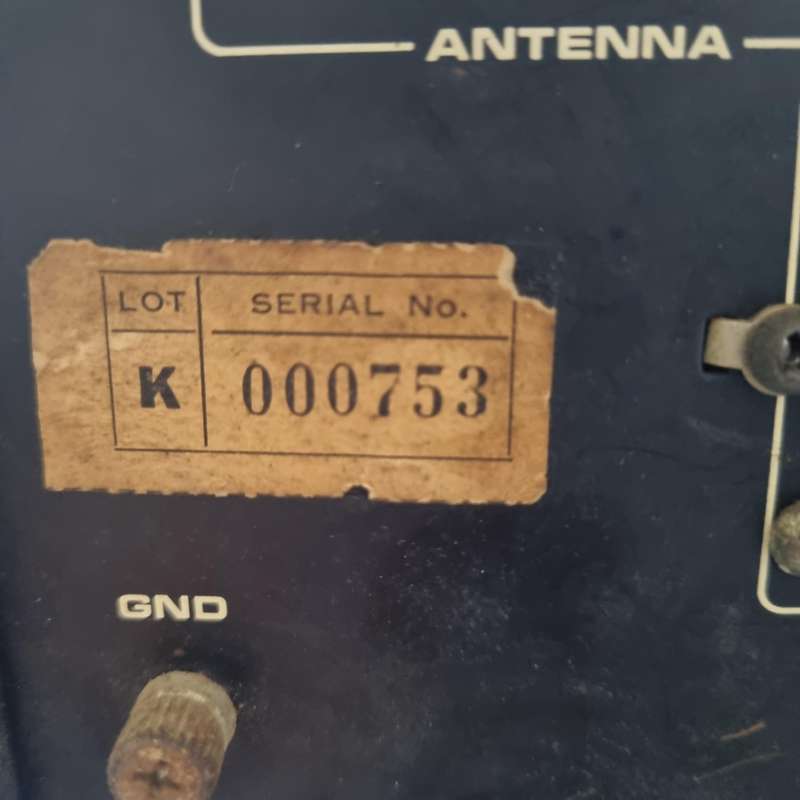 ANTENNA
LOT SERIAL No.
K 000753
GND